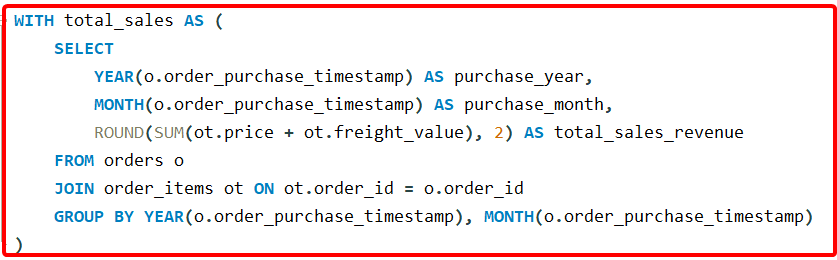 WITH total_sales AS (
    SELECT
        YEAR(o.order_purchase_timestamp) AS purchase_year,
        MONTH(o.order_purchase_timestamp) AS purchase_month,
        ROUND(SUM(ot.price + ot.freight_value), 2) AS total_sales_revenue
    FROM orders o
    JOIN order_items ot ON ot.order_id = o.order_id
    GROUP BY YEAR(o.order_purchase_timestamp), MONTH(o.order_purchase_timestamp)
)